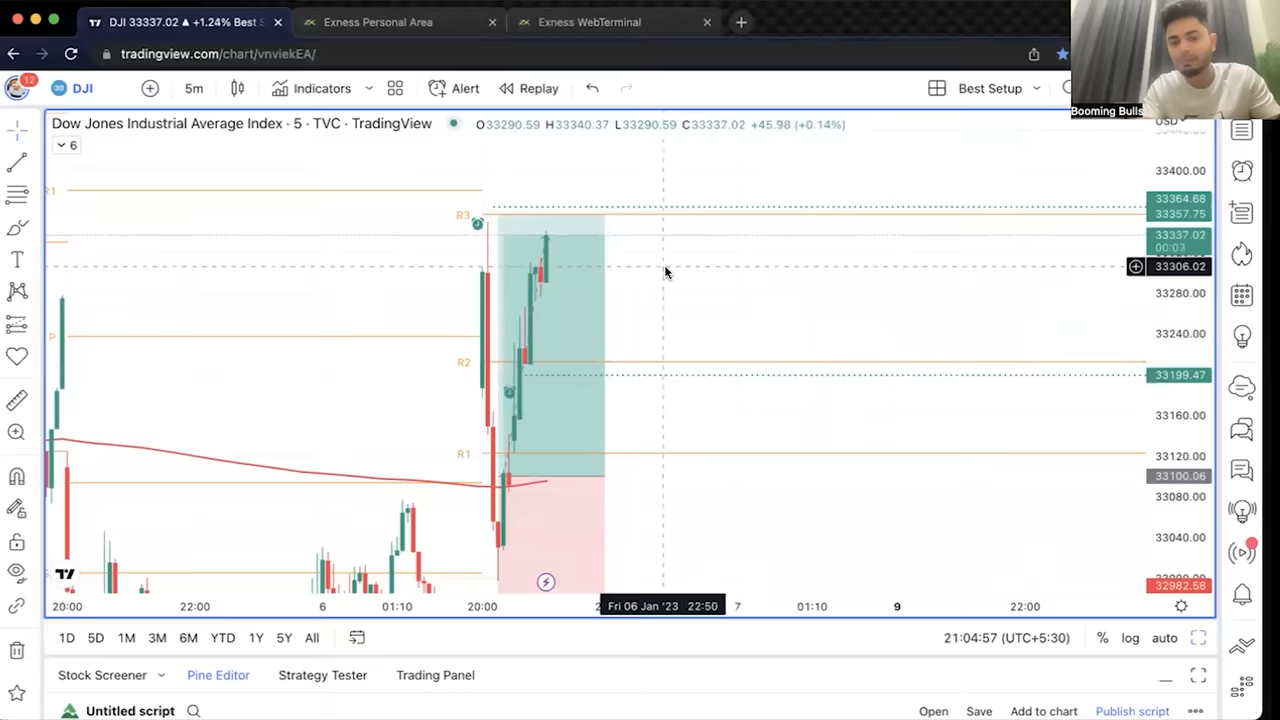 DJI 33337.02 ▲ +1.24% Best S
Exness Personal Area
Exness WebTerminal
tradingview.com/chart/vnviekEA/
12
30 DJI
5m
Indicators
Alert
Replay
Best Setup
Booming Bulls
Dow Jones Industrial Average Index · 5 · TVC · TradingView
O33290.59 H33340.37 L33290.59 C33337.02 +45.98 (+0.14%)
USD
6
33400.00
R1
33364.68
R3
33357.75
33337.02
00:03
33306.02
33280.00
P
33240.00
R2
33199.47
33160.00
R1
33120.00
33100.06
33080.00
33040.00
32982.58
20:00
22:00
6
01:10
20:00
2
Fri 06 Jan '23 22:50
7
01:10
9
22:00
1D 5D 1M 3M 6M YTD 1Y 5Y All
21:04:57 (UTC+5:30)
% log auto
Stock Screener
Pine Editor
Strategy Tester
Trading Panel
Untitled script
Open Save Add to chart Publish script